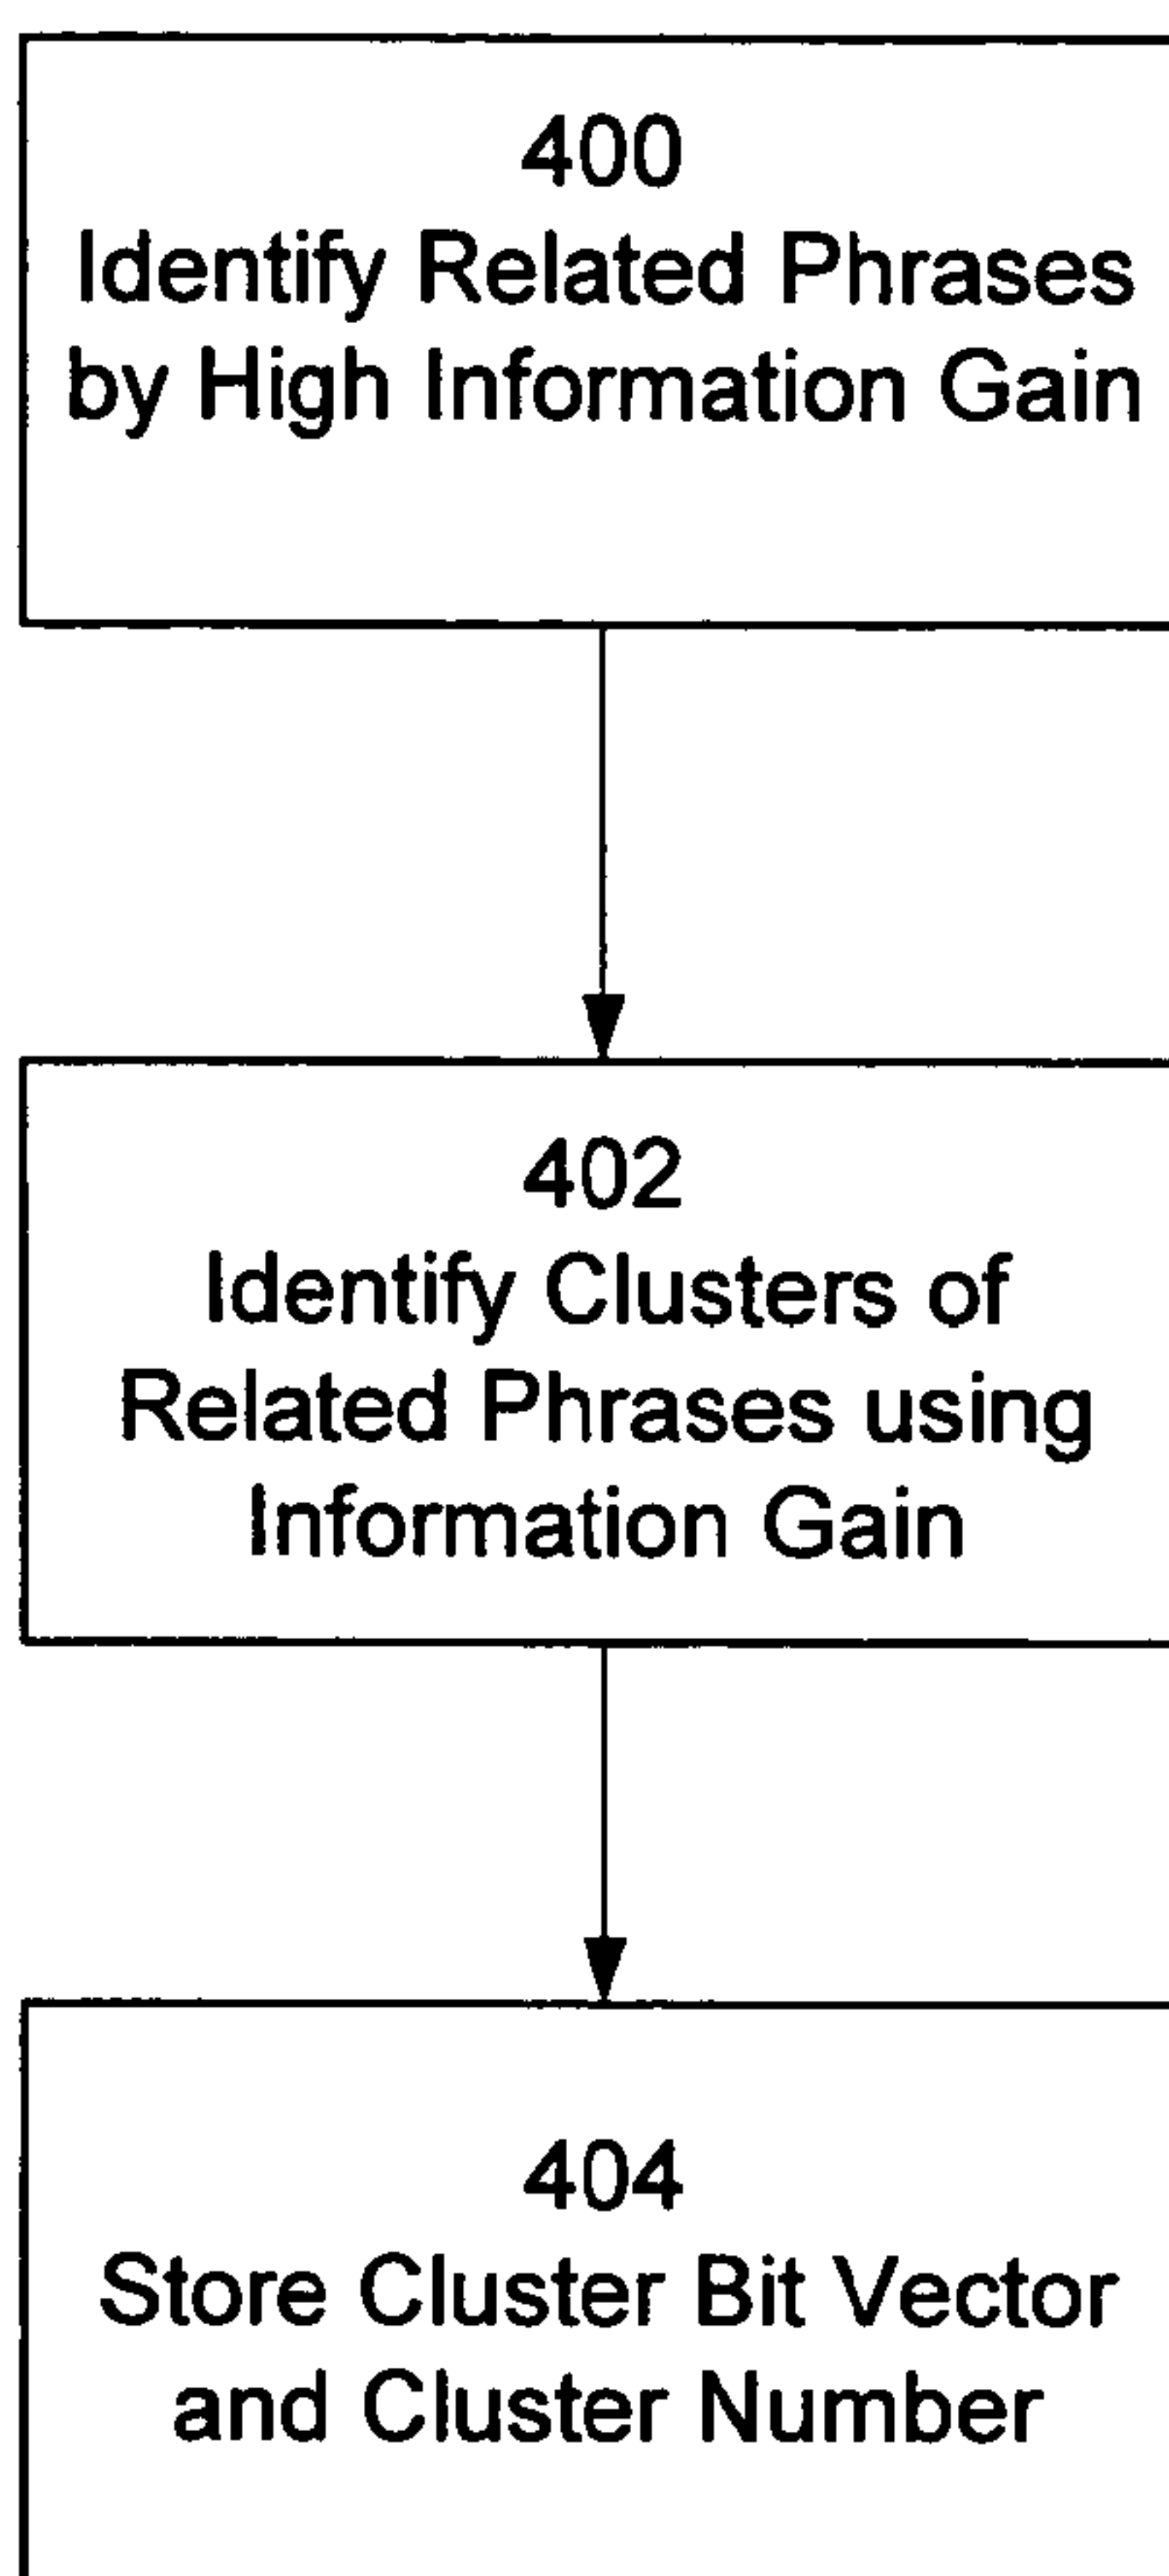 400
Identify Related Phrases
by High Information Gain
402
Identify Clusters of
Related Phrases using
Information Gain
404
Store Cluster Bit Vector
and Cluster Number